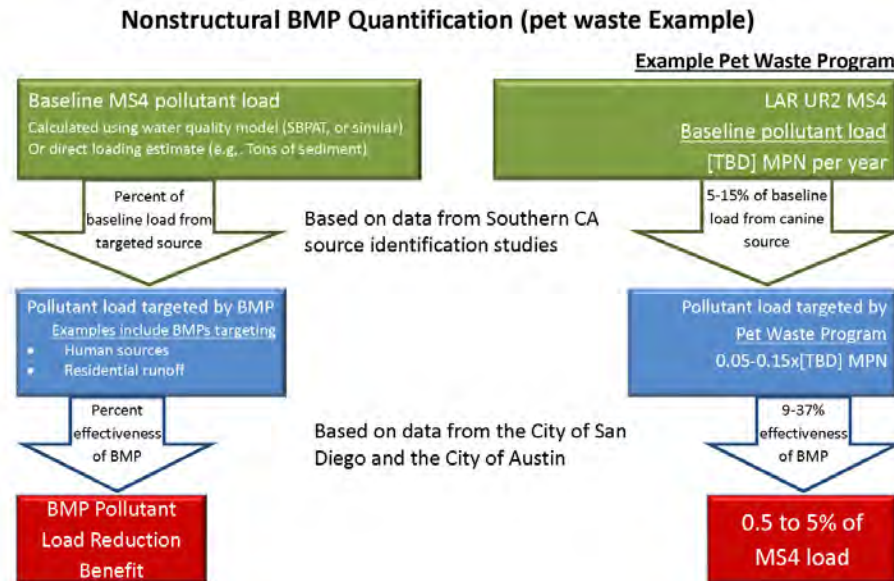 Nonstructural BMP Quantification (pet waste Example)
Example Pet Waste Program
Baseline MS4 pollutant load
Calculated using water quality model (SBPAT, or similar)
Or direct loading estimate (e.g,. Tons of sediment)
LAR UR2 MS4
Baseline pollutant load
[TBD] MPN per year
Percent of
baseline load from
targeted source
Based on data from Southern CA
source identification studies
5-15% of baseline
load from canine
source
Pollutant load targeted by BMP
Examples include BMPs targeting
• Human sources
• Residential runoff
Pollutant load targeted by
Pet Waste Program
0.05-0.15x[TBD] MPN
Percent
effectiveness
of BMP
Based on data from the City of San
Diego and the City of Austin
9-37%
effectiveness
of BMP
BMP Pollutant
Load Reduction
Benefit
0.5 to 5% of
MS4 load